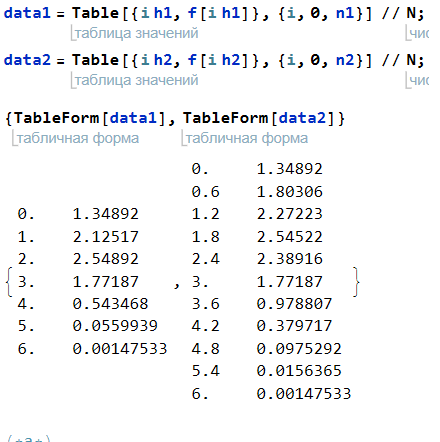 data1 = Table[{i h1, f[i h1]}, {i, 0, n1}] // N;
таблица значений чис
data2 = Table[{i h2, f[i h2]}, {i, 0, n2}] // N;
таблица значений чис
{TableForm[data1], TableForm[data2]}
табличная форма табличная форма
0. 1.34892
0.6 1.80306
0. 1.34892 1.2 2.27223
1. 2.12517 1.8 2.54522
2. 2.54892 2.4 2.38916
{3. 1.77187 , 3. 1.77187 }
4. 0.543468 3.6 0.978807
5. 0.0559939 4.2 0.379717
6. 0.00147533 4.8 0.0975292
5.4 0.0156365
6. 0.00147533